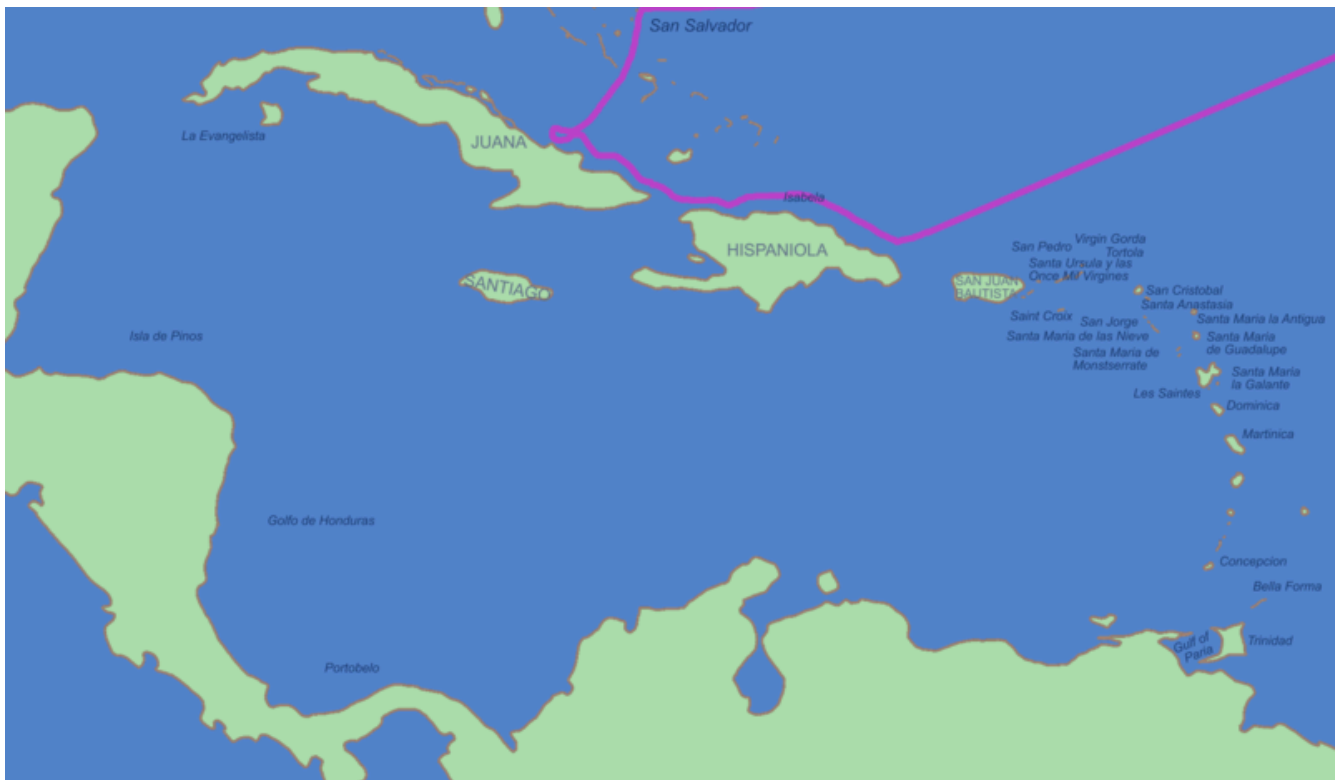 San Salvador
La Evangelista
JUANA
Isabela
HISPANIOLA
SANTIAGO
SAN JUAN
BAUTISTA
San Pedro
Virgin Gorda
Tortola
Santa Ursula y las
Once Mil Virgines
San Cristobal
Santa Anastasia
Saint Croix
San Jorge
Santa Maria la Antigua
Santa Maria de las Nieve
Santa Maria
de Guadalupe
Santa Maria de
Monstserrate
Santa Maria
la Galante
Les Saintes
Dominica
Martinica
Isla de Pinos
Golfo de Honduras
Concepcion
Bella Forma
Gulf of
Paria
Trinidad
Portobelo